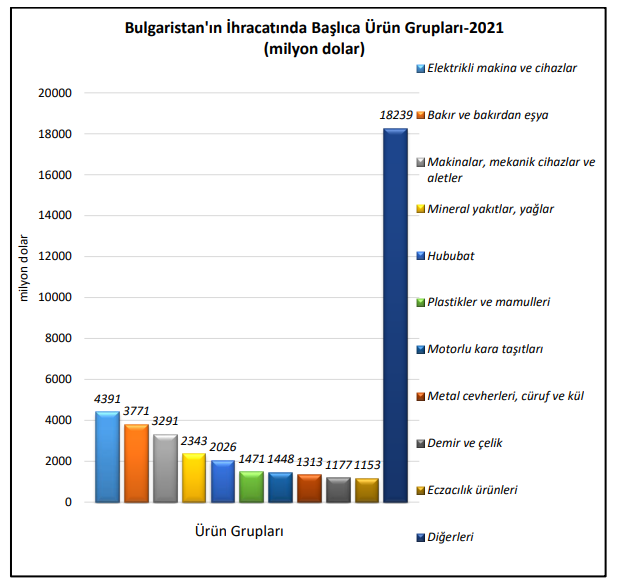 Bulgaristan'ın İhracatında Başlıca Ürün Grupları-2021
(milyon dolar)
Elektrikli makina ve cihazlar
Bakır ve bakırdan eşya
Makinalar, mekanik cihazlar ve
aletler
Mineral yakıtlar, yağlar
Hububat
Plastikler ve mamulleri
Motorlu kara taşıtları
Metal cevherleri, cüruf ve kül
Demir ve çelik
Eczacılık ürünleri
Diğerleri
milyon dolar
20000
18000
16000
14000
12000
10000
8000
6000
4000
2000
0
4391
3771
3291
2343
2026
1471
1448
1313
1177
1153
18239
Ürün Grupları